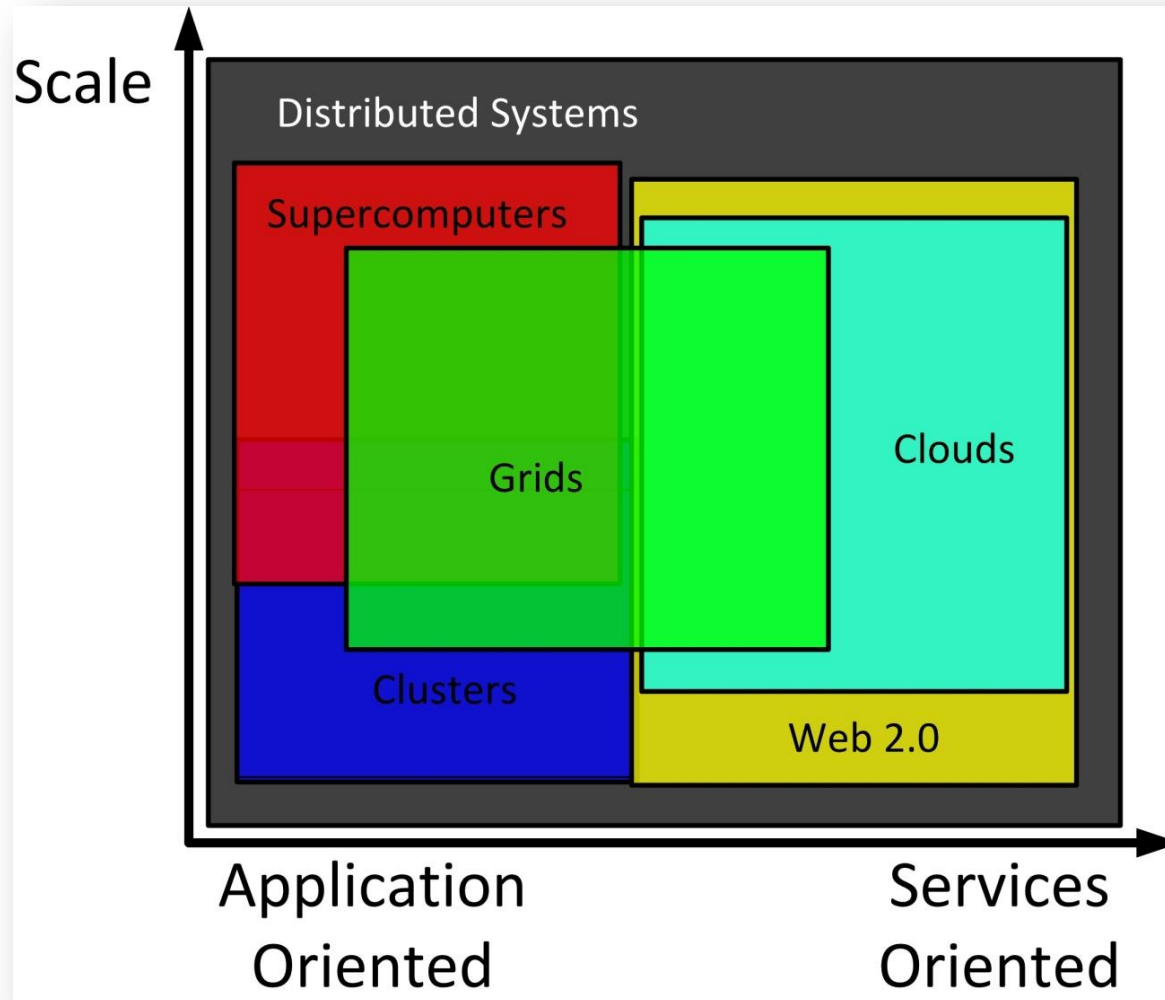 Scale
Distributed Systems
Supercomputers
Grids
Clouds
Clusters
Web 2.0
Application
Oriented
Services
Oriented